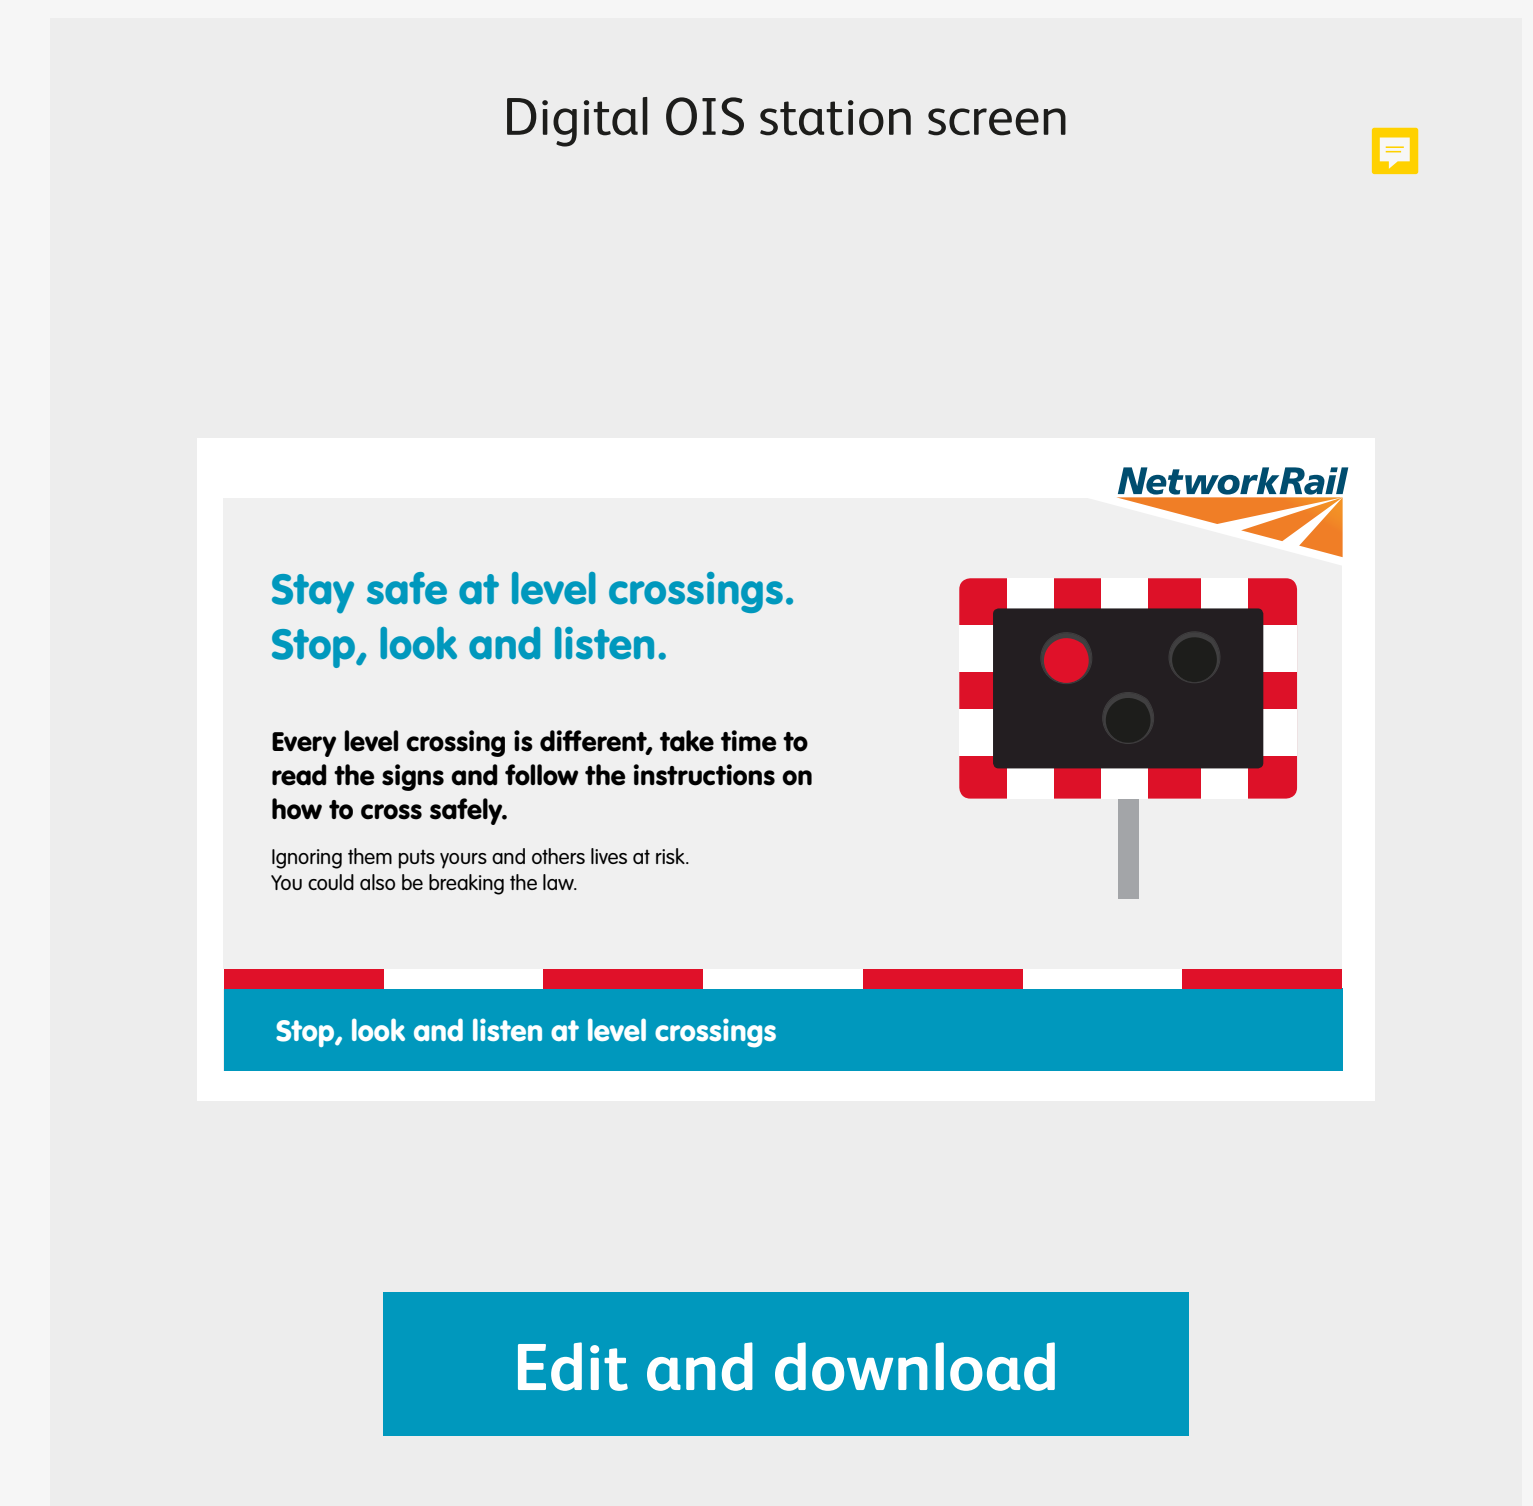 Digital OIS station screen
NetworkRail
Stay safe at level crossings.
Stop, look and listen.
Every level crossing is different, take time to
read the signs and follow the instructions on
how to cross safely.
Ignoring them puts yours and others lives at risk.
You could also be breaking the law.
Stop, look and listen at level crossings
Edit and download